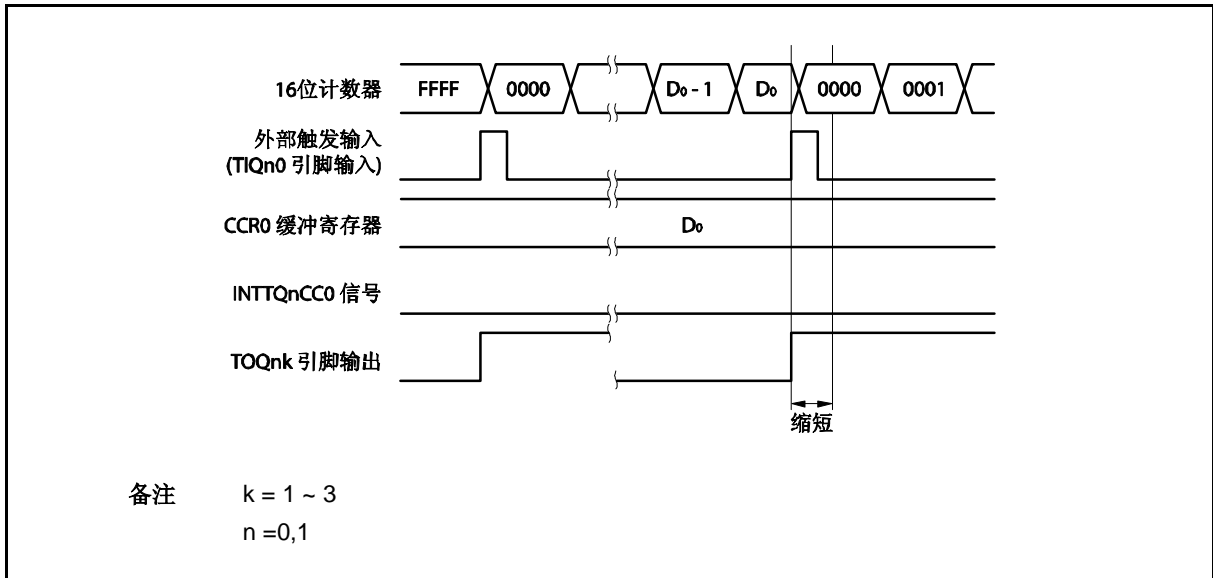 16位计数器 FFFF 0000 D0 - 1 D0 0000 0001
外部触发输入
(TIQn0 引脚输入)
CCR0 缓冲寄存器 D0
INTTQnCC0 信号
TOQnk 引脚输出
缩短
备注 k = 1 ~ 3
n =0,1